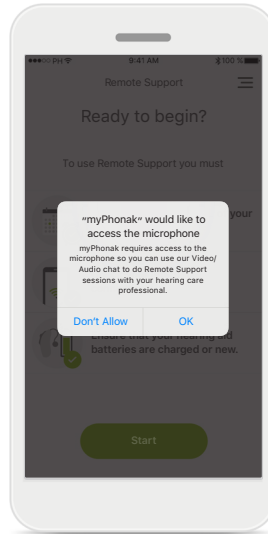 PH 9:41 AM 100 %
Remote Support
Ready to begin?
To use Remote Support you must
your
“myPhonak” would like to
access the microphone
myPhonak requires access to the
microphone so you can use our Video/
Audio chat to do Remote Support
sessions with your hearing care
professional.
Don't Allow OK
Ensure that your hearing aid
batteries are charged or new.
Start